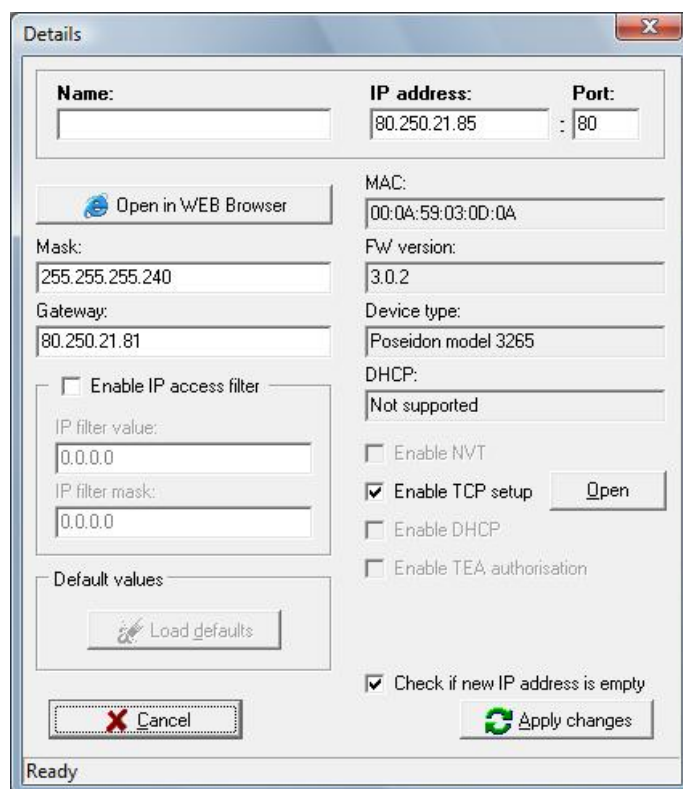 Details
Name:
IP address:
Port:
80.250.21.85
:
80
Open in WEB Browser
MAC:
00:0A:59:03:0D:0A
Mask:
255.255.255.240
FW version:
3.0.2
Gateway:
80.250.21.81
Device type:
Poseidon model 3265
DHCP:
Not supported
Enable IP access filter
IP filter value:
0.0.0.0
IP filter mask:
0.0.0.0
Enable NVT
Enable TCP setup
Open
Enable DHCP
Enable TEA authorisation
Default values
Load defaults
Check if new IP address is empty
Cancel
Apply changes
Ready